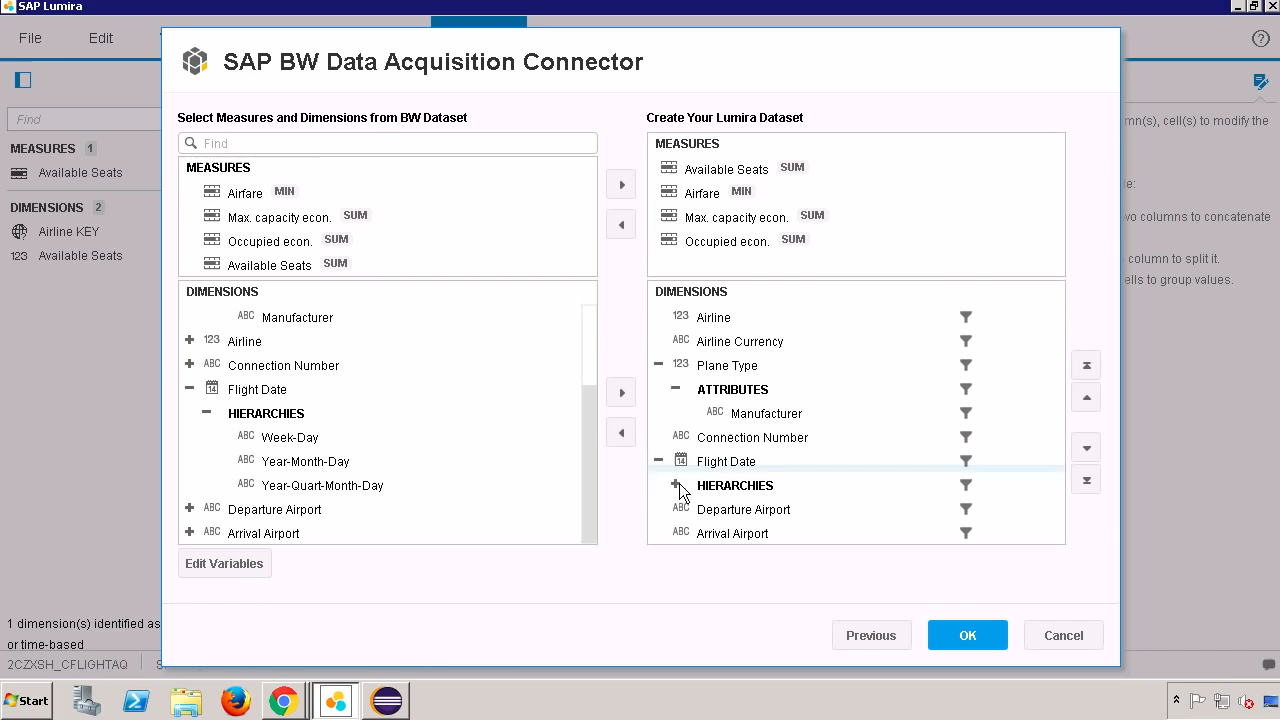 SAP Lumira
File
Edit
SAP BW Data Acquisition Connector
Select Measures and Dimensions from BW Dataset
Create Your Lumira Dataset
Find
Find
MEASURES 1
Available Seats
DIMENSIONS 2
Airline KEY
123 Available Seats
MEASURES
Airfare MIN
Max. capacity econ. SUM
Occupied econ. SUM
Available Seats SUM
MEASURES
Available Seats SUM
Airfare MIN
Max. capacity econ. SUM
Occupied econ. SUM
DIMENSIONS
ABC Manufacturer
123 Airline
ABC Connection Number
14 Flight Date
HIERARCHIES
ABC Week-Day
ABC Year-Month-Day
ABC Year-Quart-Month-Day
ABC Departure Airport
ABC Arrival Airport
DIMENSIONS
123 Airline
ABC Airline Currency
123 Plane Type
ATTRIBUTES
ABC Manufacturer
ABC Connection Number
14 Flight Date
HIERARCHIES
ABC Departure Airport
ABC Arrival Airport
Edit Variables
Previous
OK
Cancel
cell(s) to modify the
columns to concatenate
column to split it.
to group values.
1 dimension(s) identified as
or time-based
2CZXSH_CFLIGHTAQ
Start